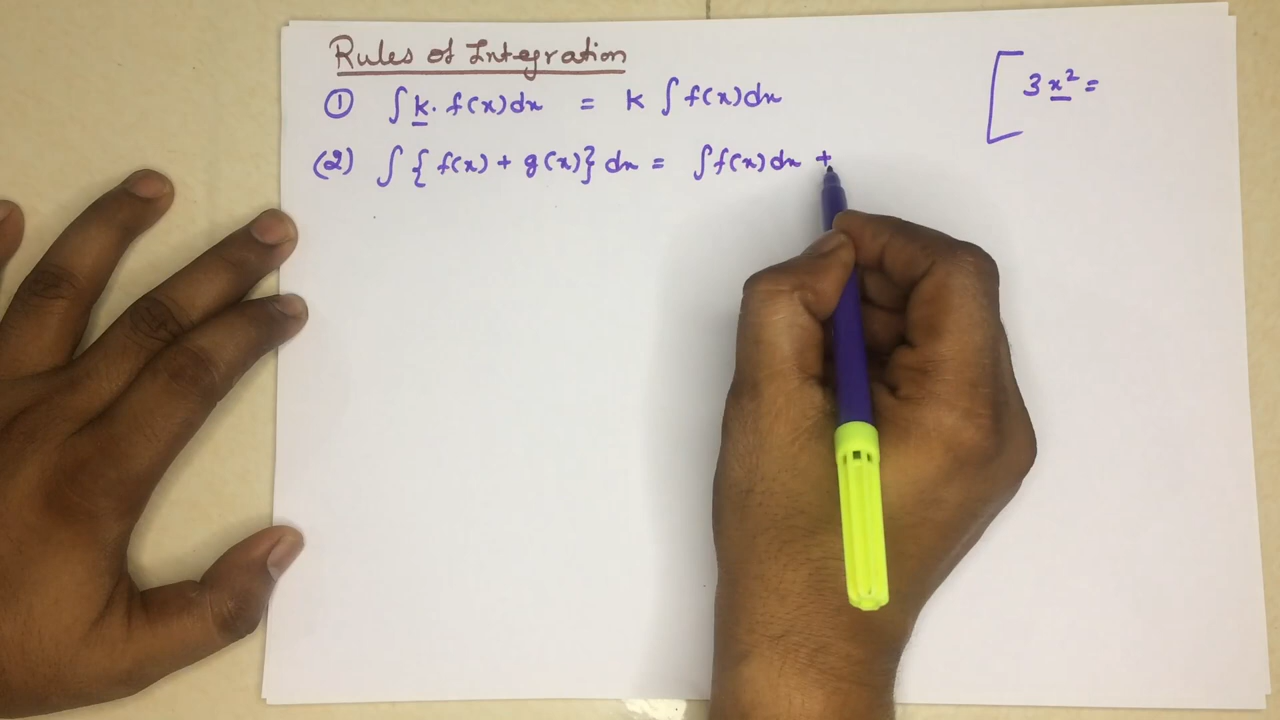 Rules of Integration
① ∫ k. f(x)dx = k ∫ f(x)dx
(2) ∫ { f(x) + g(x)} dx = ∫f(x)dx +
[ 3x² =